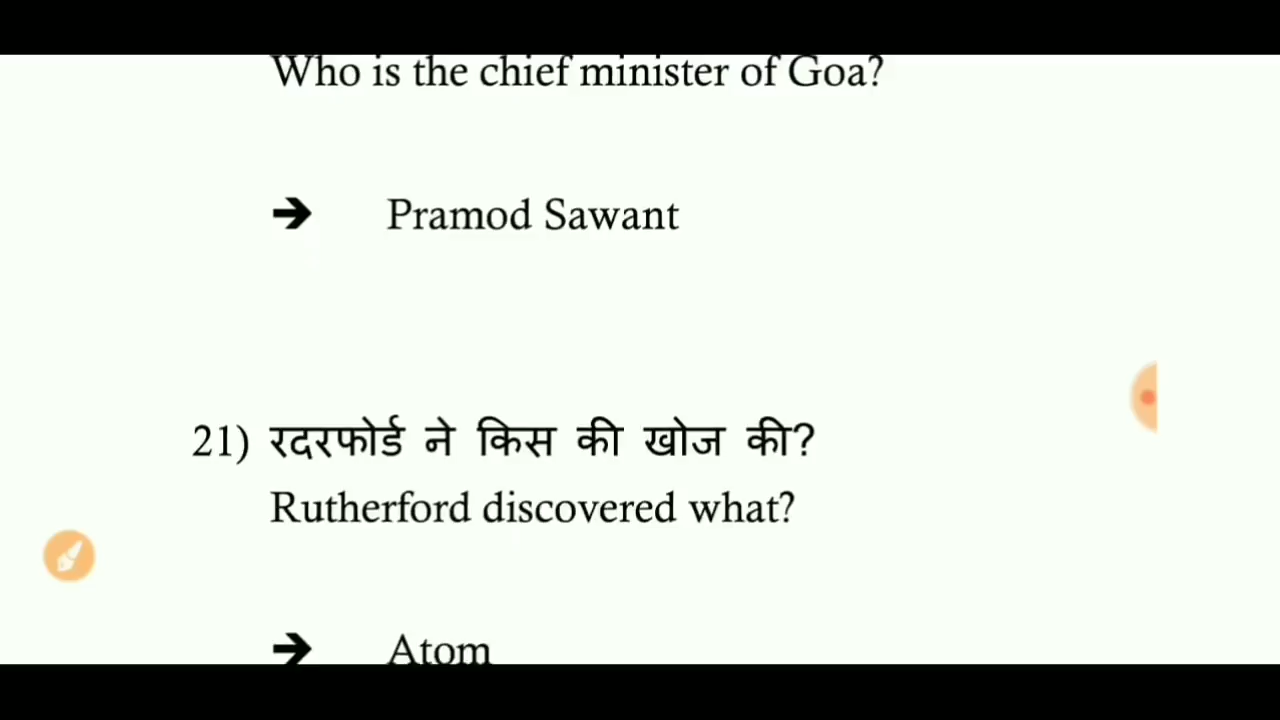 Who is the chief minister of Goa?
➔ Pramod Sawant
21) रदरफोर्ड ने किस की खोज की?
Rutherford discovered what?
➔ Atom